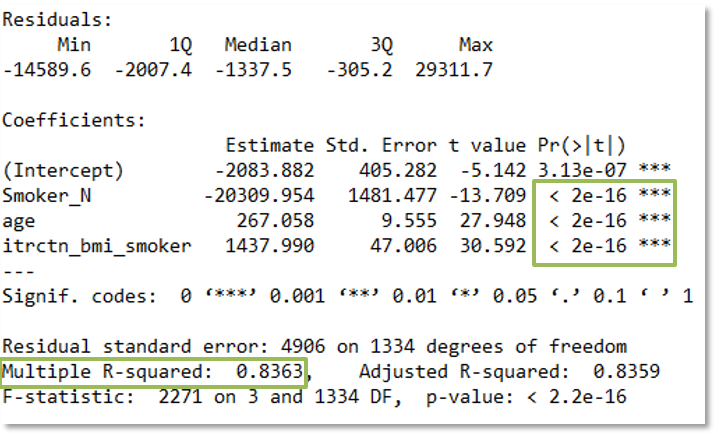 Residuals:
Min 1Q Median 3Q Max
-14589.6 -2007.4 -1337.5 -305.2 29311.7
Coefficients:
Estimate Std. Error t value Pr(>|t|)
(Intercept) -2083.882 405.282 -5.142 3.13e-07 ***
Smoker_N -20309.954 1481.477 -13.709 < 2e-16 ***
age 267.058 9.555 27.948 < 2e-16 ***
itrctn_bmi_smoker 1437.990 47.006 30.592 < 2e-16 ***
---
Signif. codes: 0 ‘***’ 0.001 ‘**’ 0.01 ‘*’ 0.05 ‘.’ 0.1 ‘ ’ 1
Residual standard error: 4906 on 1334 degrees of freedom
Multiple R-squared: 0.8363, Adjusted R-squared: 0.8359
F-statistic: 2271 on 3 and 1334 DF, p-value: < 2.2e-16